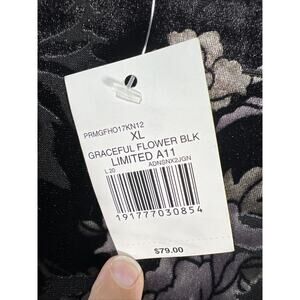 PRMGFHO17KN12
XL
GRACEFUL FLOWER BLK
LIMITED A11
L20 ADNSNX2JGN
191777030854
$79.00